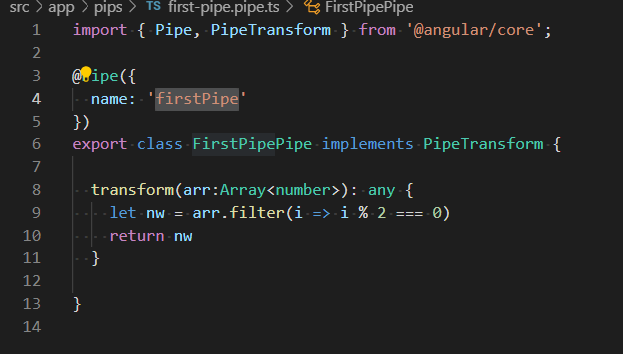 src > app > pips > TS first-pipe.pipe.ts > FirstPipePipe
1 import { Pipe, PipeTransform } from '@angular/core';
2
3 @Pipe({
4 name: 'firstPipe'
5 })
6 export class FirstPipePipe implements PipeTransform {
7
8 transform(arr:Array<number>): any {
9 let nw = arr.filter(i => i % 2 === 0)
10 return nw
11 }
12
13 }
14